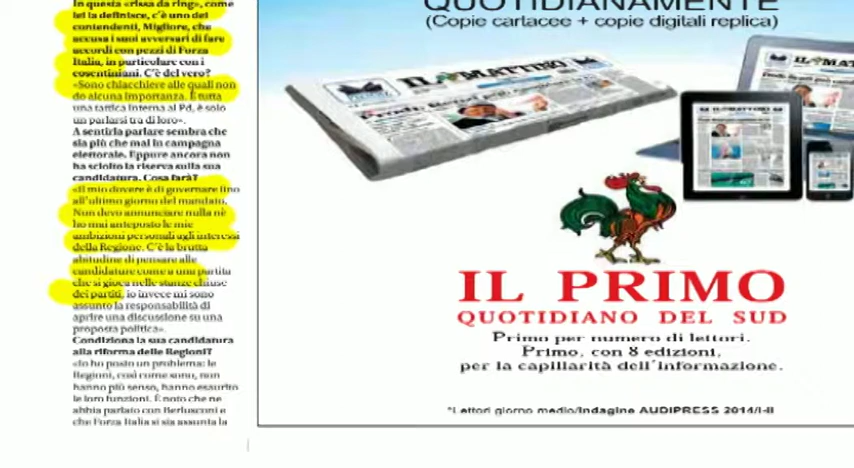 In questa «rissa da ring», come
lei la definisce, c'è uno dei
contendenti, Migliore, che
accusa i suoi avversari di fare
accordi con pezzi di Forza
Italia, in particolare con i
cosentiniani. C'è del vero?
«Sono chiacchiere alle quali non
do alcuna importanza. È tutta
una tattica interna al Pd, è solo
un parlarsi tra di loro».
A sentirla parlare sembra che
sia più che mai in campagna
elettorale. Eppure ancora non
ha sciolto la riserva sulla sua
candidatura. Cosa farà?
«Il mio dovere è di governare fino
all'ultimo giorno del mandato.
Non devo annunciare nulla né
ho mai anteposto le mie
ambizioni personali agli interessi
della Regione. C'è la brutta
abitudine di pensare alle
candidature come a una partita
che si gioca nelle stanze chiuse
dei partiti, io invece mi sono
assunto la responsabilità di
aprire una discussione su una
proposta politica».
Condiziona la sua candidatura
alla riforma delle Regioni?
«Io ho posto un problema: le
Regioni, così come sono, non
hanno più senso, hanno esaurito
le loro funzioni. È noto che ne
abbia parlato con Berlusconi e
che Forza Italia si sia assunta la
QUOTIDIANAMENTE
(Copie cartacee + copie digitali replica)
IL MATTINO
IL MATTINO
IL PRIMO
QUOTIDIANO DEL SUD
Primo per numero di lettori.
Primo, con 8 edizioni,
per la capillarità dell'informazione.
*Lettori giorno medio/Indagine AUDIPRESS 2014/I-II